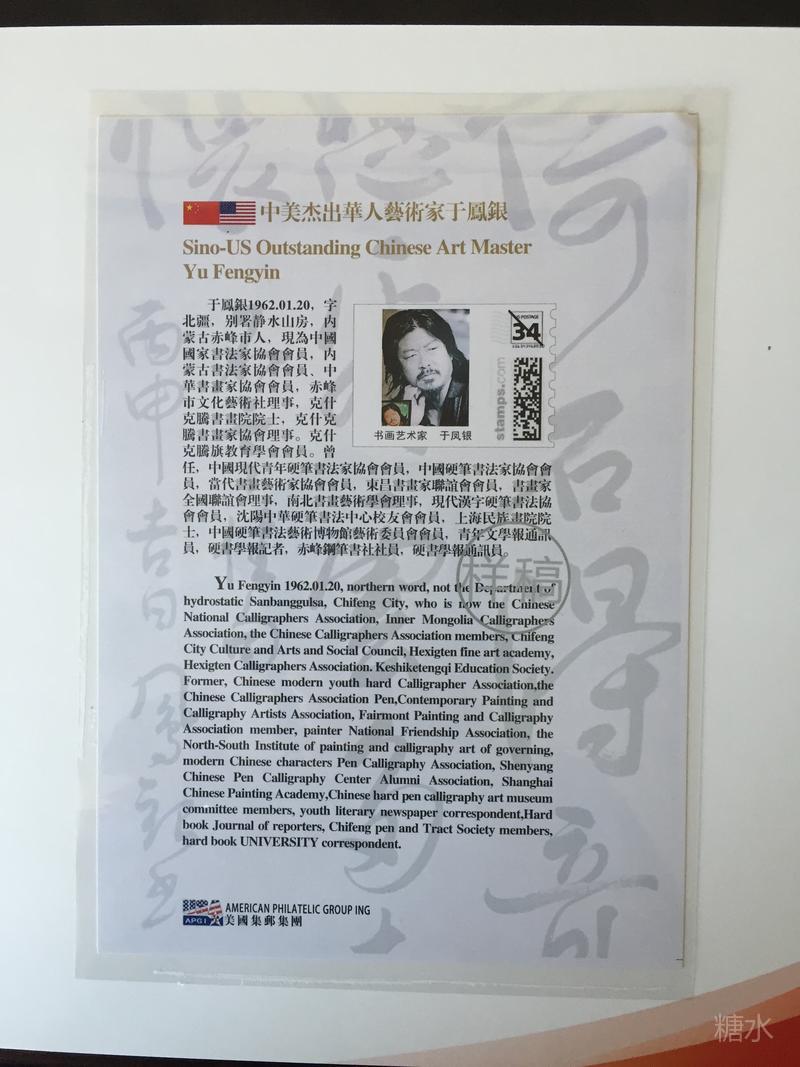 中美杰出華人藝術家于鳳銀
Sino-US Outstanding Chinese Art Master
Yu Fengyin
于鳳銀1962.01.20，字
北疆，别署静水山房，内
蒙古赤峰市人，現為中國
國家書法家協會會員，内
蒙古書法家協會會員、中
華書畫家協會會員，赤峰
市文化藝術社理事，克什
克騰書畫院院士，克什克
騰書畫家協會理事。克什
克騰旗教育學會會員。曾
任，中國現代青年硬筆書法家協會會員，中國硬筆書法家協會會
員，當代書畫藝術家協會會員，東昌書畫家聯誼會會員，書畫家
全國聯誼會理事，南北書畫藝術學會理事，現代漢字硬筆書法協
會會員，沈陽中華硬筆書法中心校友會會員，上海民族畫院院
士，中國硬筆書法藝術博物館藝術委員會會員，青年文學報通訊
員，硬書學報記者，赤峰鋼筆書社社員，硬書學報通訊員。
US POSTAGE
34
stamps.com
书画艺术家 于凤银
样稿
Yu Fengyin 1962.01.20, northern word, not the Department of
hydrostatic Sanbanggulsa, Chifeng City, who is now the Chinese
National Calligraphers Association, Inner Mongolia Calligraphers
Association, the Chinese Calligraphers Association members, Chifeng
City Culture and Arts and Social Council, Hexigten fine art academy,
Hexigten Calligraphers Association. Keshiketengqi Education Society.
Former, Chinese modern youth hard Calligrapher Association,the
Chinese Calligraphers Association Pen,Contemporary Painting and
Calligraphy Artists Association, Fairmont Painting and Calligraphy
Association member, painter National Friendship Association, the
North-South Institute of painting and calligraphy art of governing,
modern Chinese characters Pen Calligraphy Association, Shenyang
Chinese Pen Calligraphy Center Alumni Association, Shanghai
Chinese Painting Academy,Chinese hard pen calligraphy art museum
committee members, youth literary newspaper correspondent,Hard
book Journal of reporters, Chifeng pen and Tract Society members,
hard book UNIVERSITY correspondent.
丙申吉日
APGI
AMERICAN PHILATELIC GROUP ING
美國集郵集團
糖水